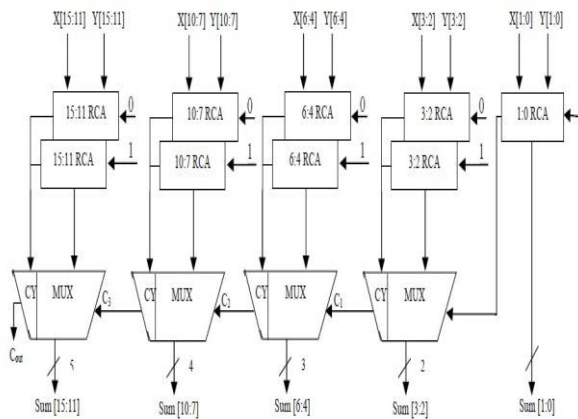 X[15:11] Y[15:11] X[10:7] Y[10:7] X[6:4] Y[6:4] X[3:2] Y[3:2] X[1:0] Y[1:0]
15:11 RCA 0 10:7 RCA 0 6:4 RCA 0 3:2 RCA 0 1:0 RCA
15:11 RCA 1 10:7 RCA 1 6:4 RCA 1 3:2 RCA 1
CY MUX C3 CY MUX C2 CY MUX C1 CY MUX
Cout 5 4 3 2
Sum [15:11] Sum [10:7] Sum [6:4] Sum [3:2] Sum [1:0]